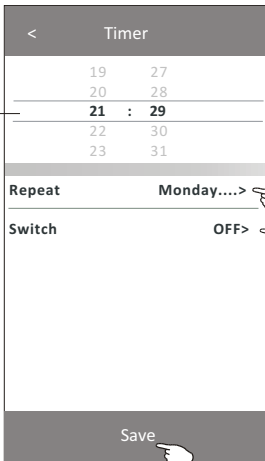 < Timer
19 27
20 28
21 : 29
22 30
23 31
Repeat Monday....>
Switch OFF>
Save